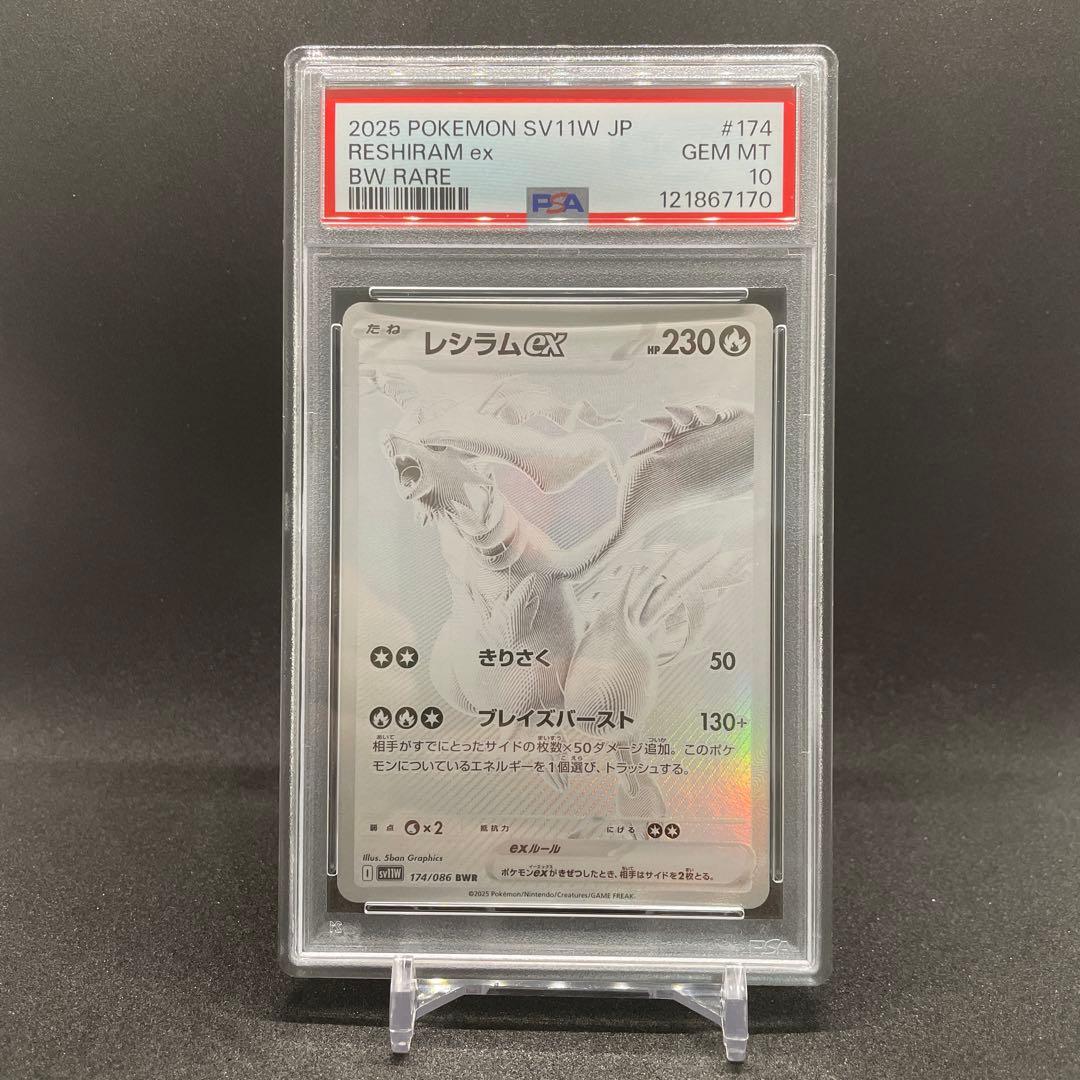 2025 POKEMON SV11W JP #174
RESHIRAM ex GEM MT
BW RARE 10
PSA 121867170
たね レシラムex HP 230
きりさく 50
ブレイズバースト 130+
相手がすでにとったサイドの枚数×50ダメージ追加。このポケ
モンについているエネルギーを1個選び、トラッシュする。
弱点 ×2 抵抗力 にげる
exルール
ポケモンexがきぜつしたとき、相手はサイドを2枚とる。
Illus. 5ban Graphics
I sv11W 174/086 BWR
©2025 Pokémon/Nintendo/Creatures/GAME FREAK.
PSA